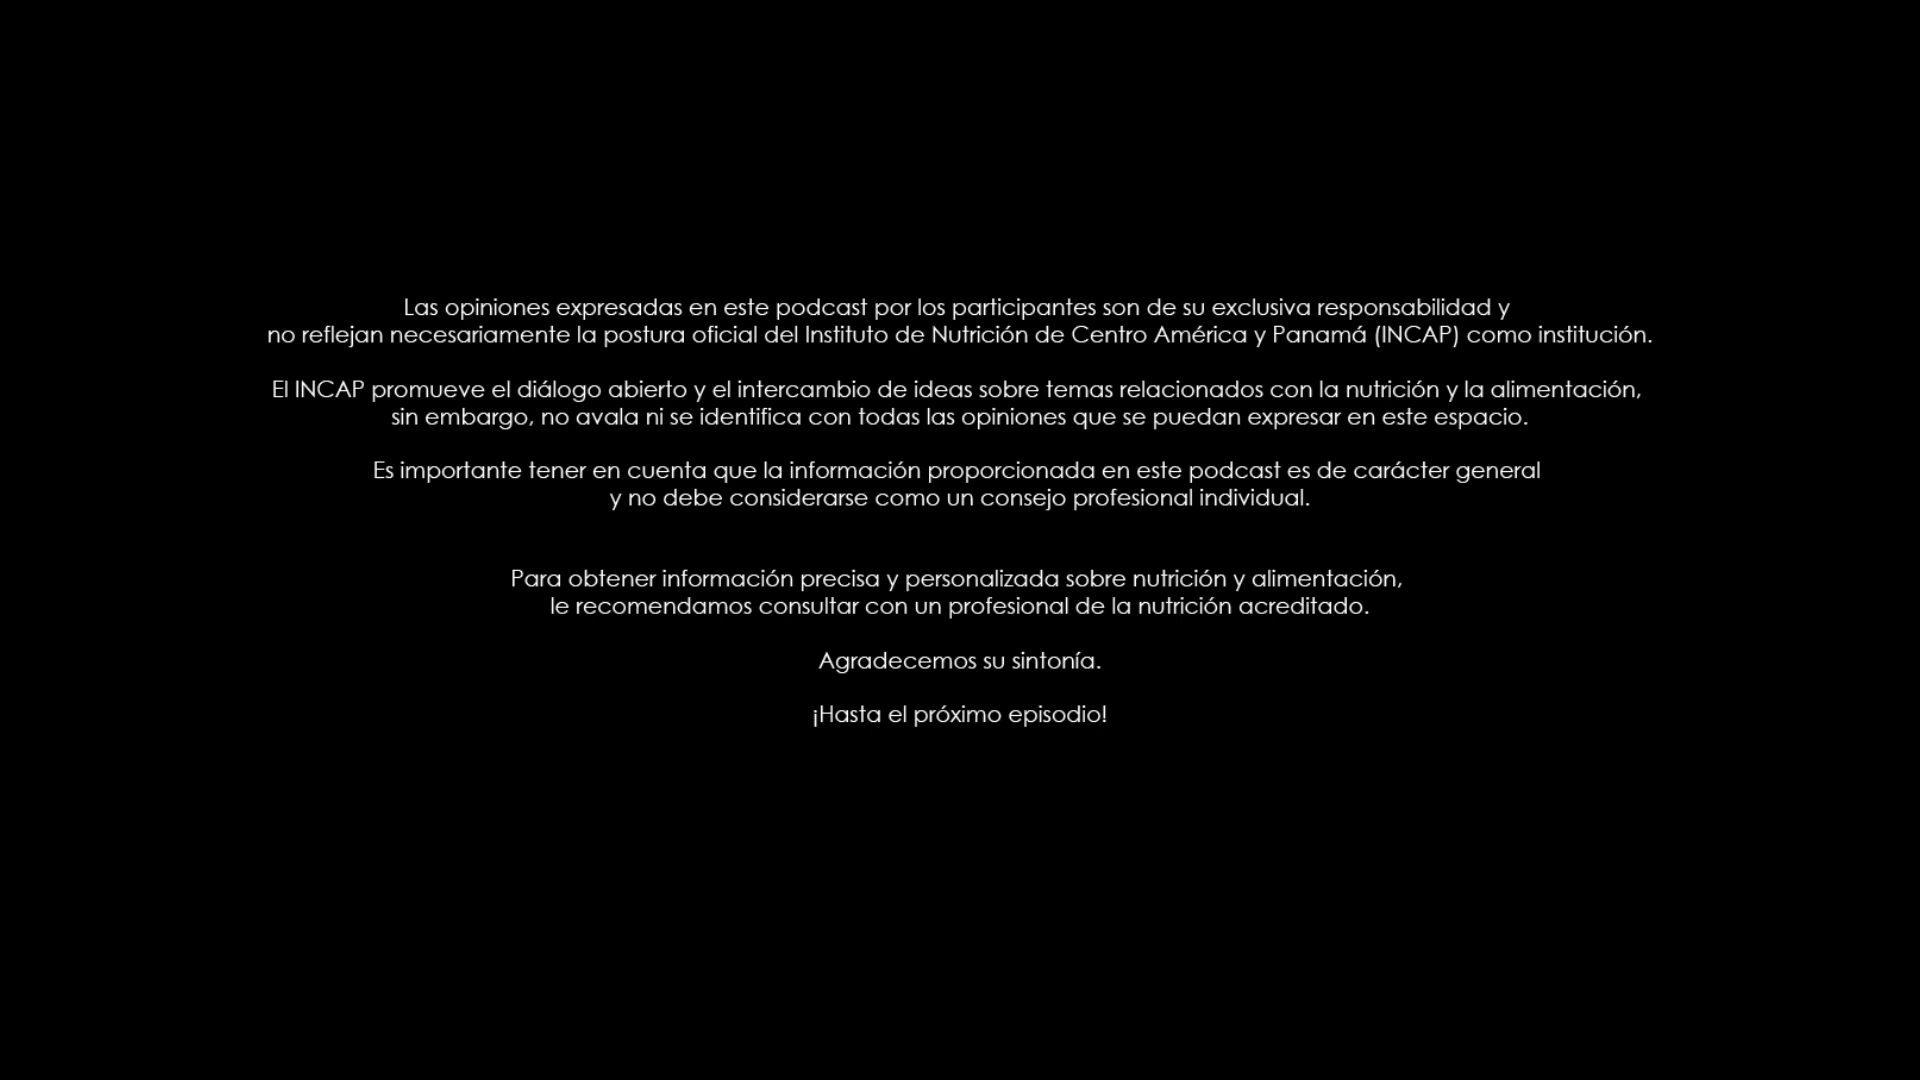 Las opiniones expresadas en este podcast por los participantes son de su exclusiva responsabilidad y
no reflejan necesariamente la postura oficial del Instituto de Nutrición de Centro América y Panamá (INCAP) como institución.
El INCAP promueve el diálogo abierto y el intercambio de ideas sobre temas relacionados con la nutrición y la alimentación,
sin embargo, no avala ni se identifica con todas las opiniones que se puedan expresar en este espacio.
Es importante tener en cuenta que la información proporcionada en este podcast es de carácter general
y no debe considerarse como un consejo profesional individual.
Para obtener información precisa y personalizada sobre nutrición y alimentación,
le recomendamos consultar con un profesional de la nutrición acreditado.
Agradecemos su sintonía.
¡Hasta el próximo episodio!